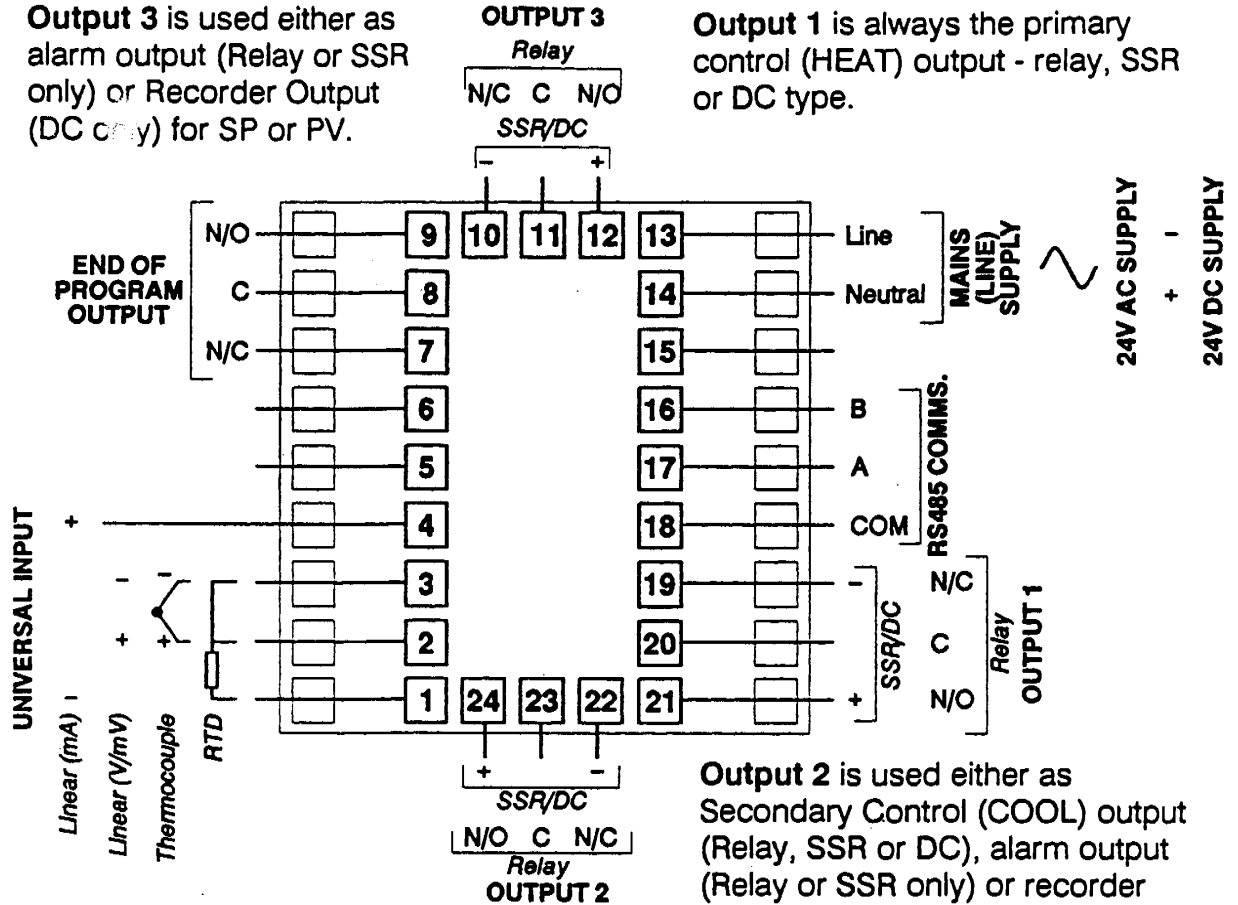 Output 3 is used either as
alarm output (Relay or SSR
only) or Recorder Output
(DC only) for SP or PV.
OUTPUT 3
Relay
N/C C N/O
SSR/DC
- +
Output 1 is always the primary
control (HEAT) output - relay, SSR
or DC type.
END OF
PROGRAM
OUTPUT
N/O
C
N/C
9
8
7
6
5
4
3
2
1
10 11 12
13
14
15
16
17
18
19
20
21
24 23 22
Line
Neutral
MAINS
(LINE)
SUPPLY
24V AC SUPPLY
- +
24V DC SUPPLY
B
A
COM
RS485 COMMS.
-
+
SSR/DC
N/C
C
N/O
Relay
OUTPUT 1
UNIVERSAL INPUT
+
- -
+ +
Linear (mA) -
Linear (V/mV)
Thermocouple
RTD
+ -
SSR/DC
N/O C N/C
Relay
OUTPUT 2
Output 2 is used either as
Secondary Control (COOL) output
(Relay, SSR or DC), alarm output
(Relay or SSR only) or recorder